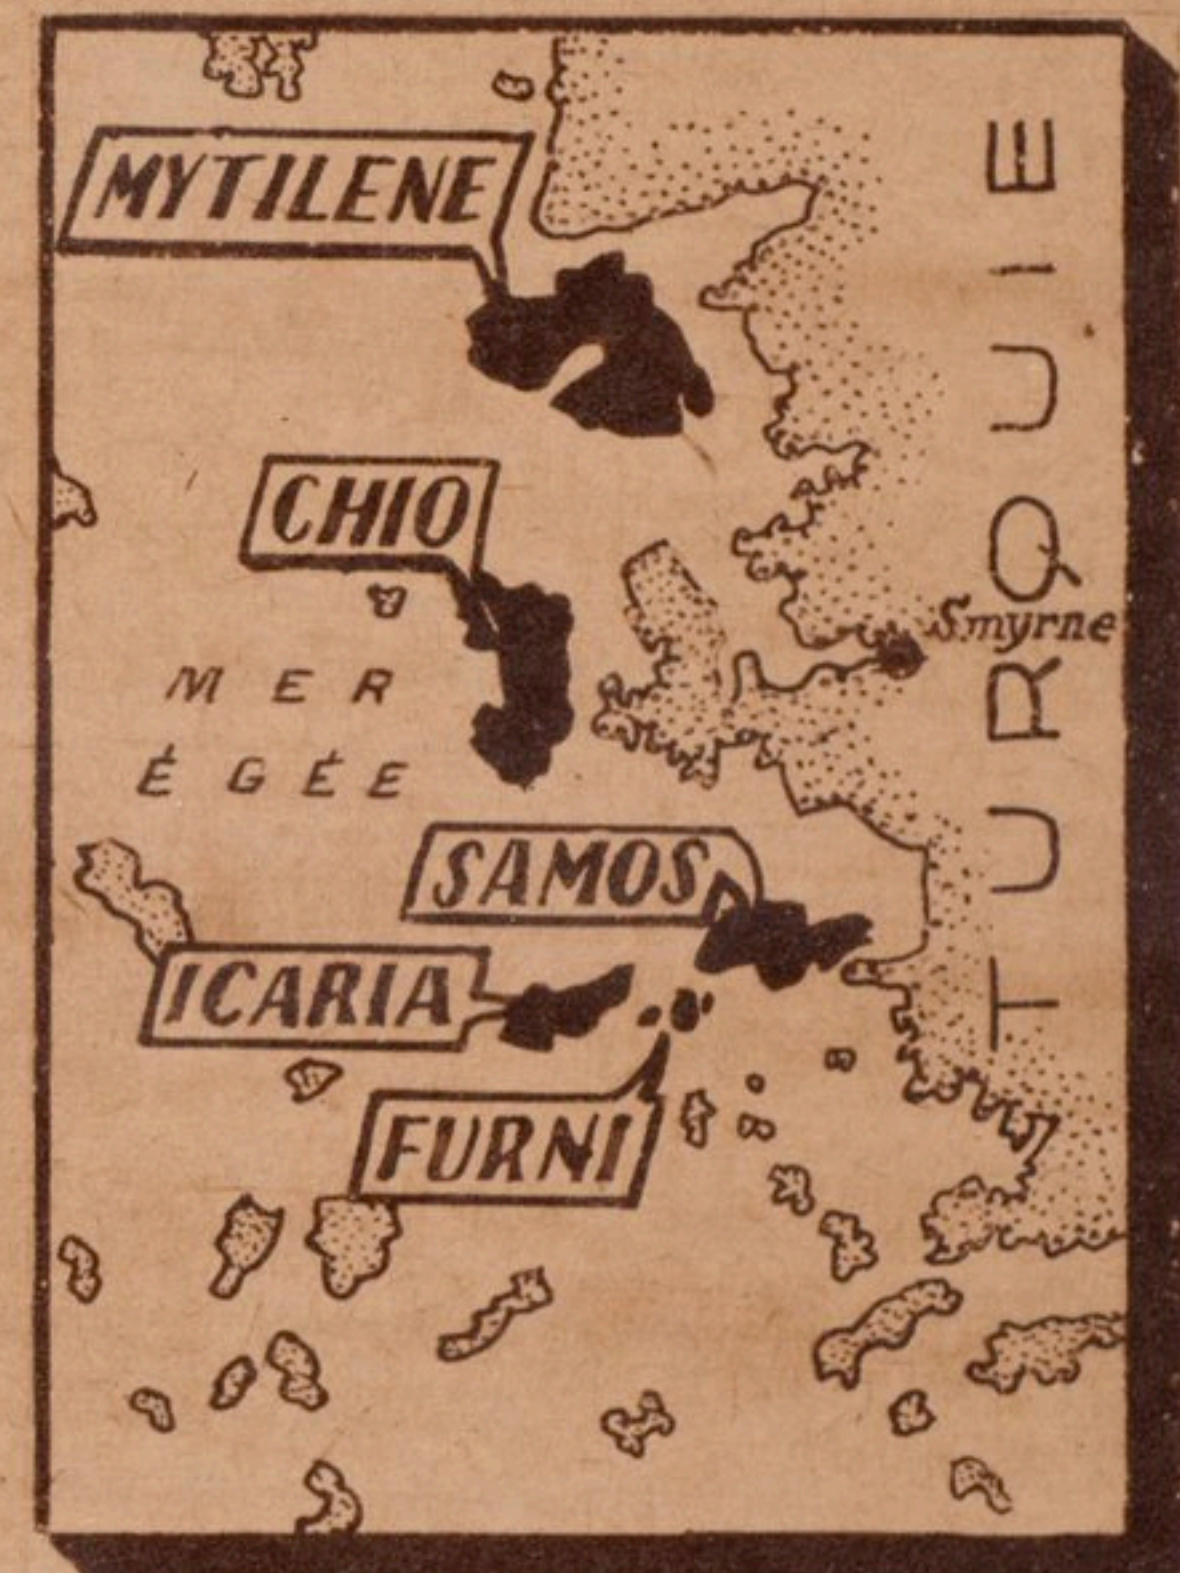 MYTILENE
CHIO
Smyrne
MER
ÉGÉE
SAMOS
ICARIA
FURNI
TURQUIE